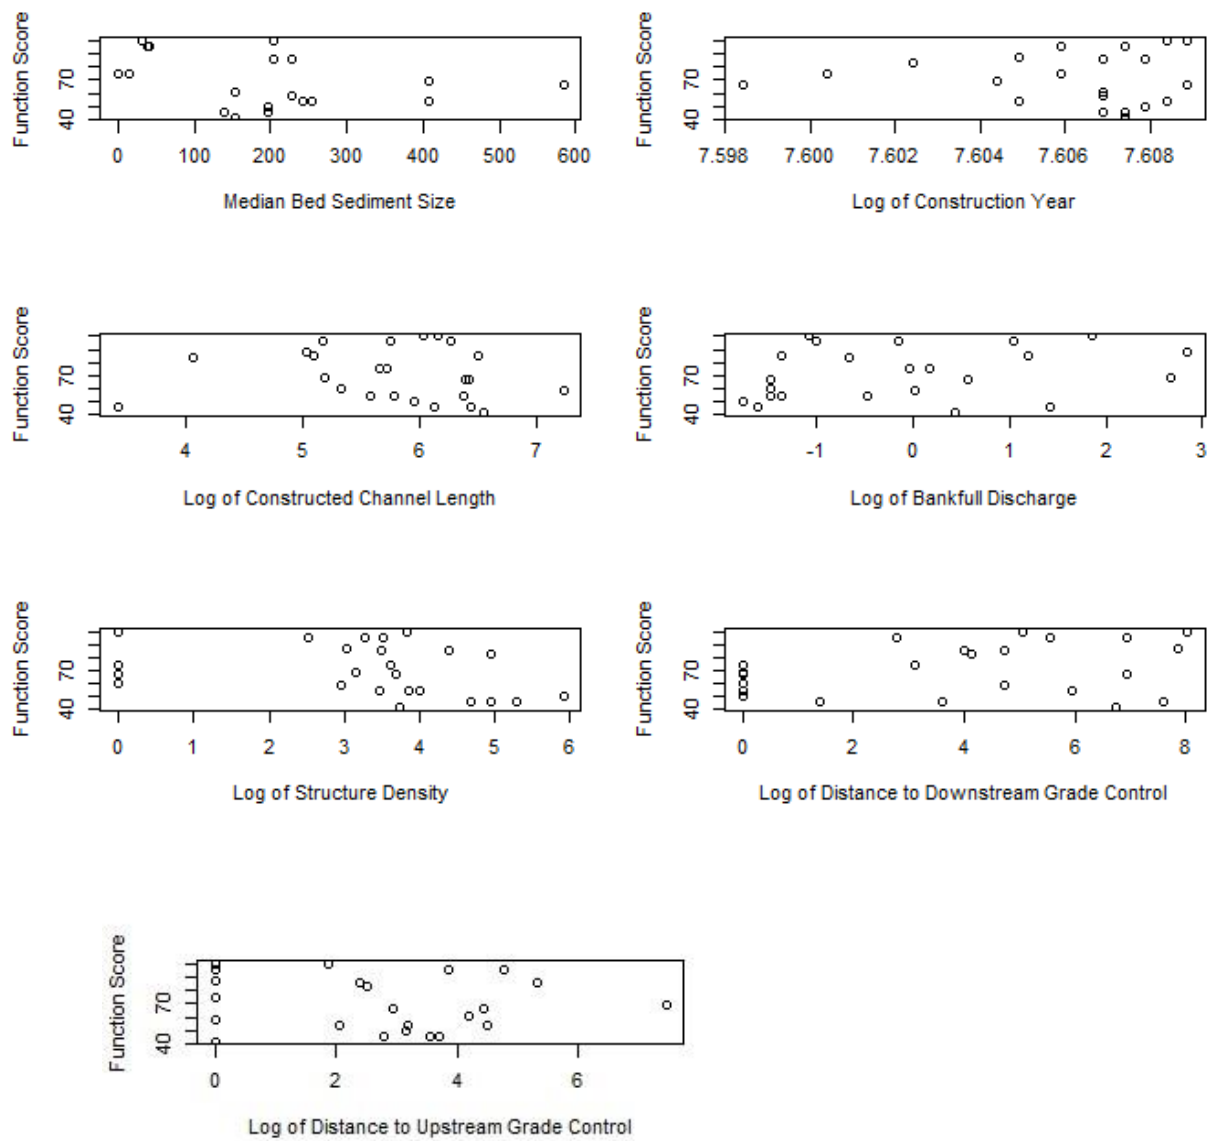 Function Score
70
40
0 100 200 300 400 500 600
Median Bed Sediment Size
Function Score
70
40
7.598 7.600 7.602 7.604 7.606 7.608
Log of Construction Year
Function Score
70
40
4 5 6 7
Log of Constructed Channel Length
Function Score
70
40
-1 0 1 2 3
Log of Bankfull Discharge
Function Score
70
40
0 1 2 3 4 5 6
Log of Structure Density
Function Score
70
40
0 2 4 6 8
Log of Distance to Downstream Grade Control
Function Score
70
40
0 2 4 6
Log of Distance to Upstream Grade Control